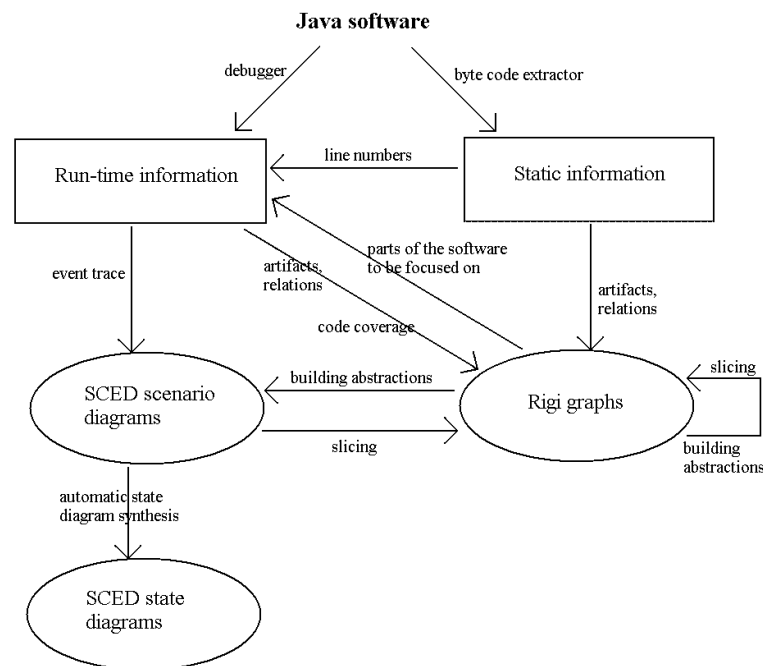 Java software
debugger
byte code extractor
Run-time information
line numbers
Static information
event trace
artifacts,
relations
code coverage
parts of the software
to be focused on
artifacts,
relations
SCED scenario
diagrams
building abstractions
slicing
Rigi graphs
slicing
building
abstractions
automatic state
diagram synthesis
SCED state
diagrams